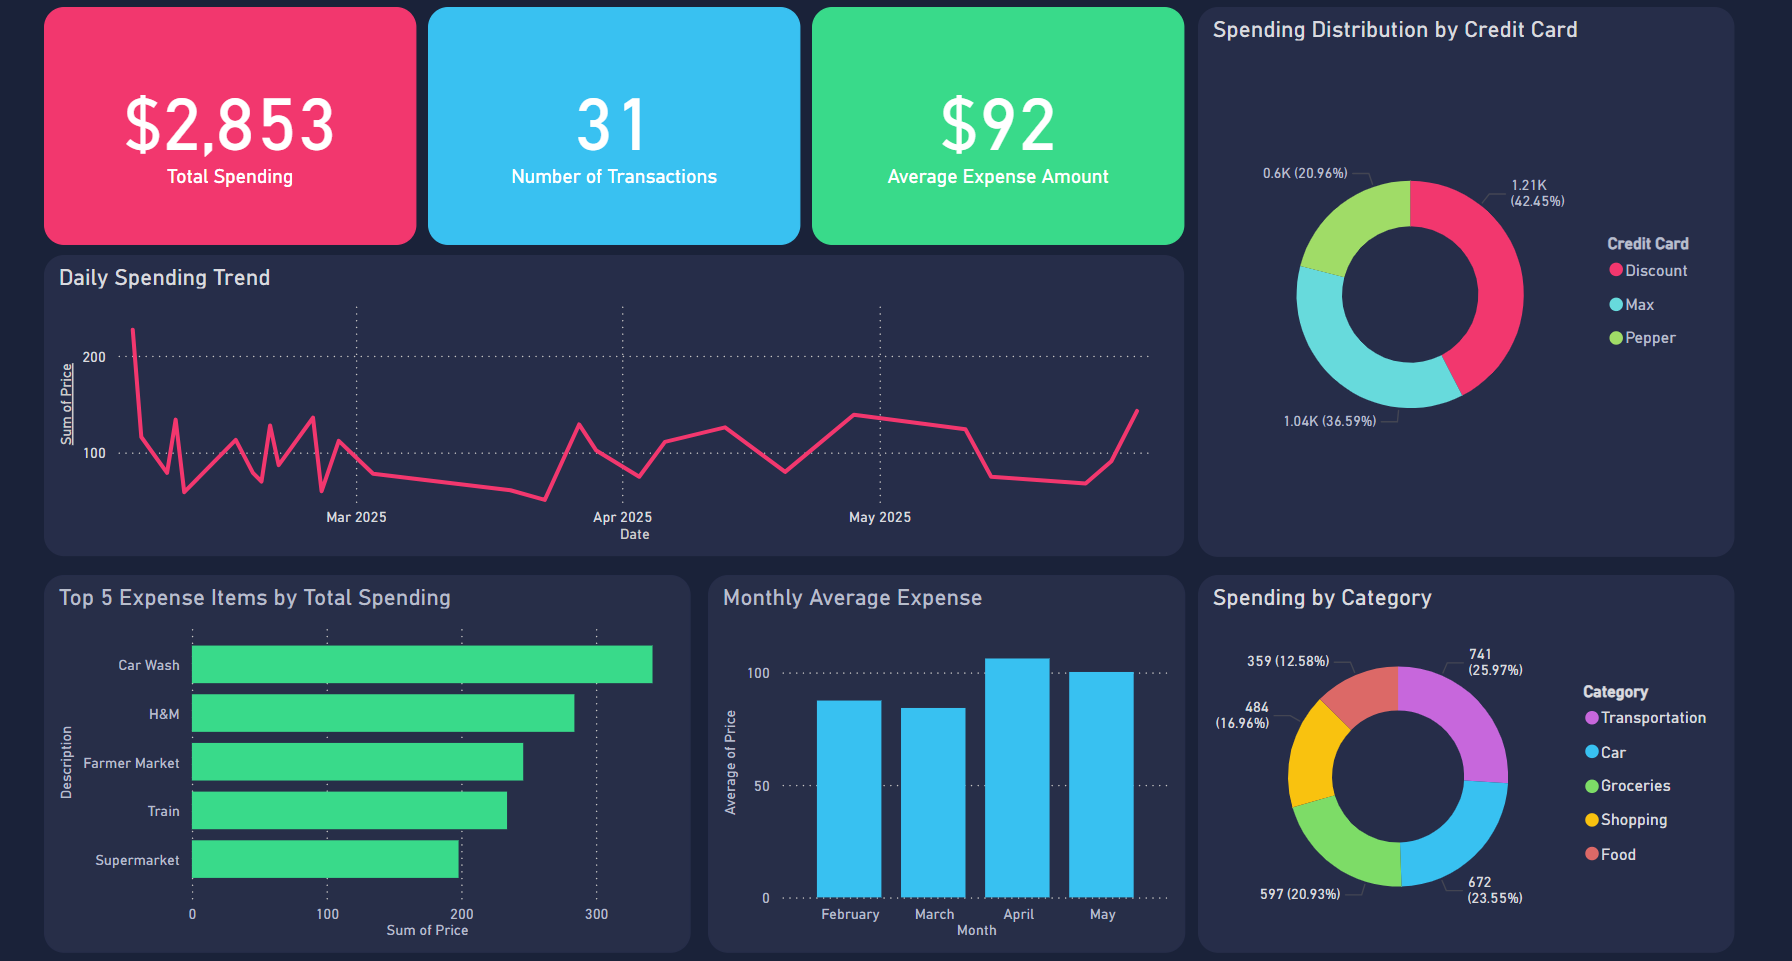 $2,853
Total Spending
31
Number of Transactions
$92
Average Expense Amount
Spending Distribution by Credit Card
0.6K (20.96%)
1.21K
(42.45%)
1.04K (36.59%)
Credit Card
Discount
Max
Pepper
Daily Spending Trend
Sum of Price
200
100
Mar 2025
Apr 2025
May 2025
Date
Top 5 Expense Items by Total Spending
Description
Car Wash
H&M
Farmer Market
Train
Supermarket
0
100
200
300
Sum of Price
Monthly Average Expense
Average of Price
100
50
0
February
March
April
May
Month
Spending by Category
359 (12.58%)
741
(25.97%)
484
(16.96%)
597 (20.93%)
672
(23.55%)
Category
Transportation
Car
Groceries
Shopping
Food